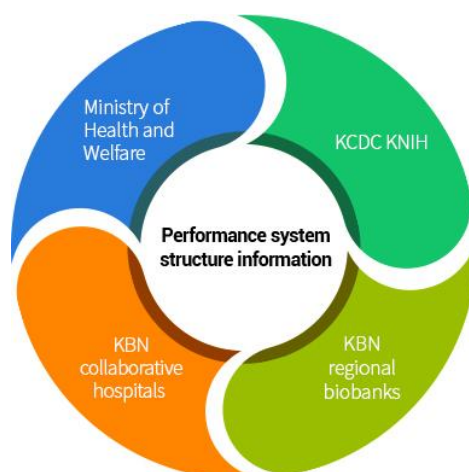 Ministry of
Health and
Welfare
KCDC KNIH
Performance system
structure information
KBN
collaborative
hospitals
KBN
regional
biobanks